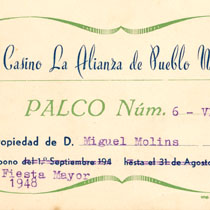 Casino La Alianza de Pueblo
PALCO Núm. 6 - V
opiedad de D. Miguel Molins
bono del 1.º Septiembre 194 hasta el 31 de Agosto
Fiesta Mayor
1948